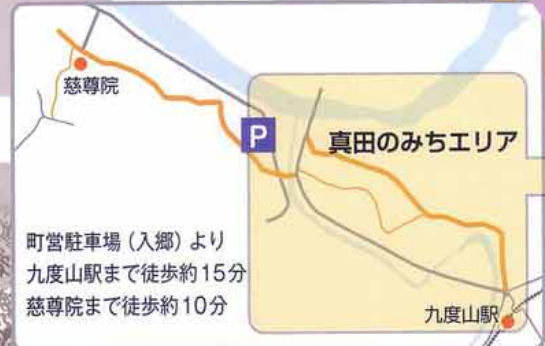 慈尊院
P
真田のみちエリア
町営駐車場（入郷）より
九度山駅まで徒歩約15分
慈尊院まで徒歩約10分
九度山駅